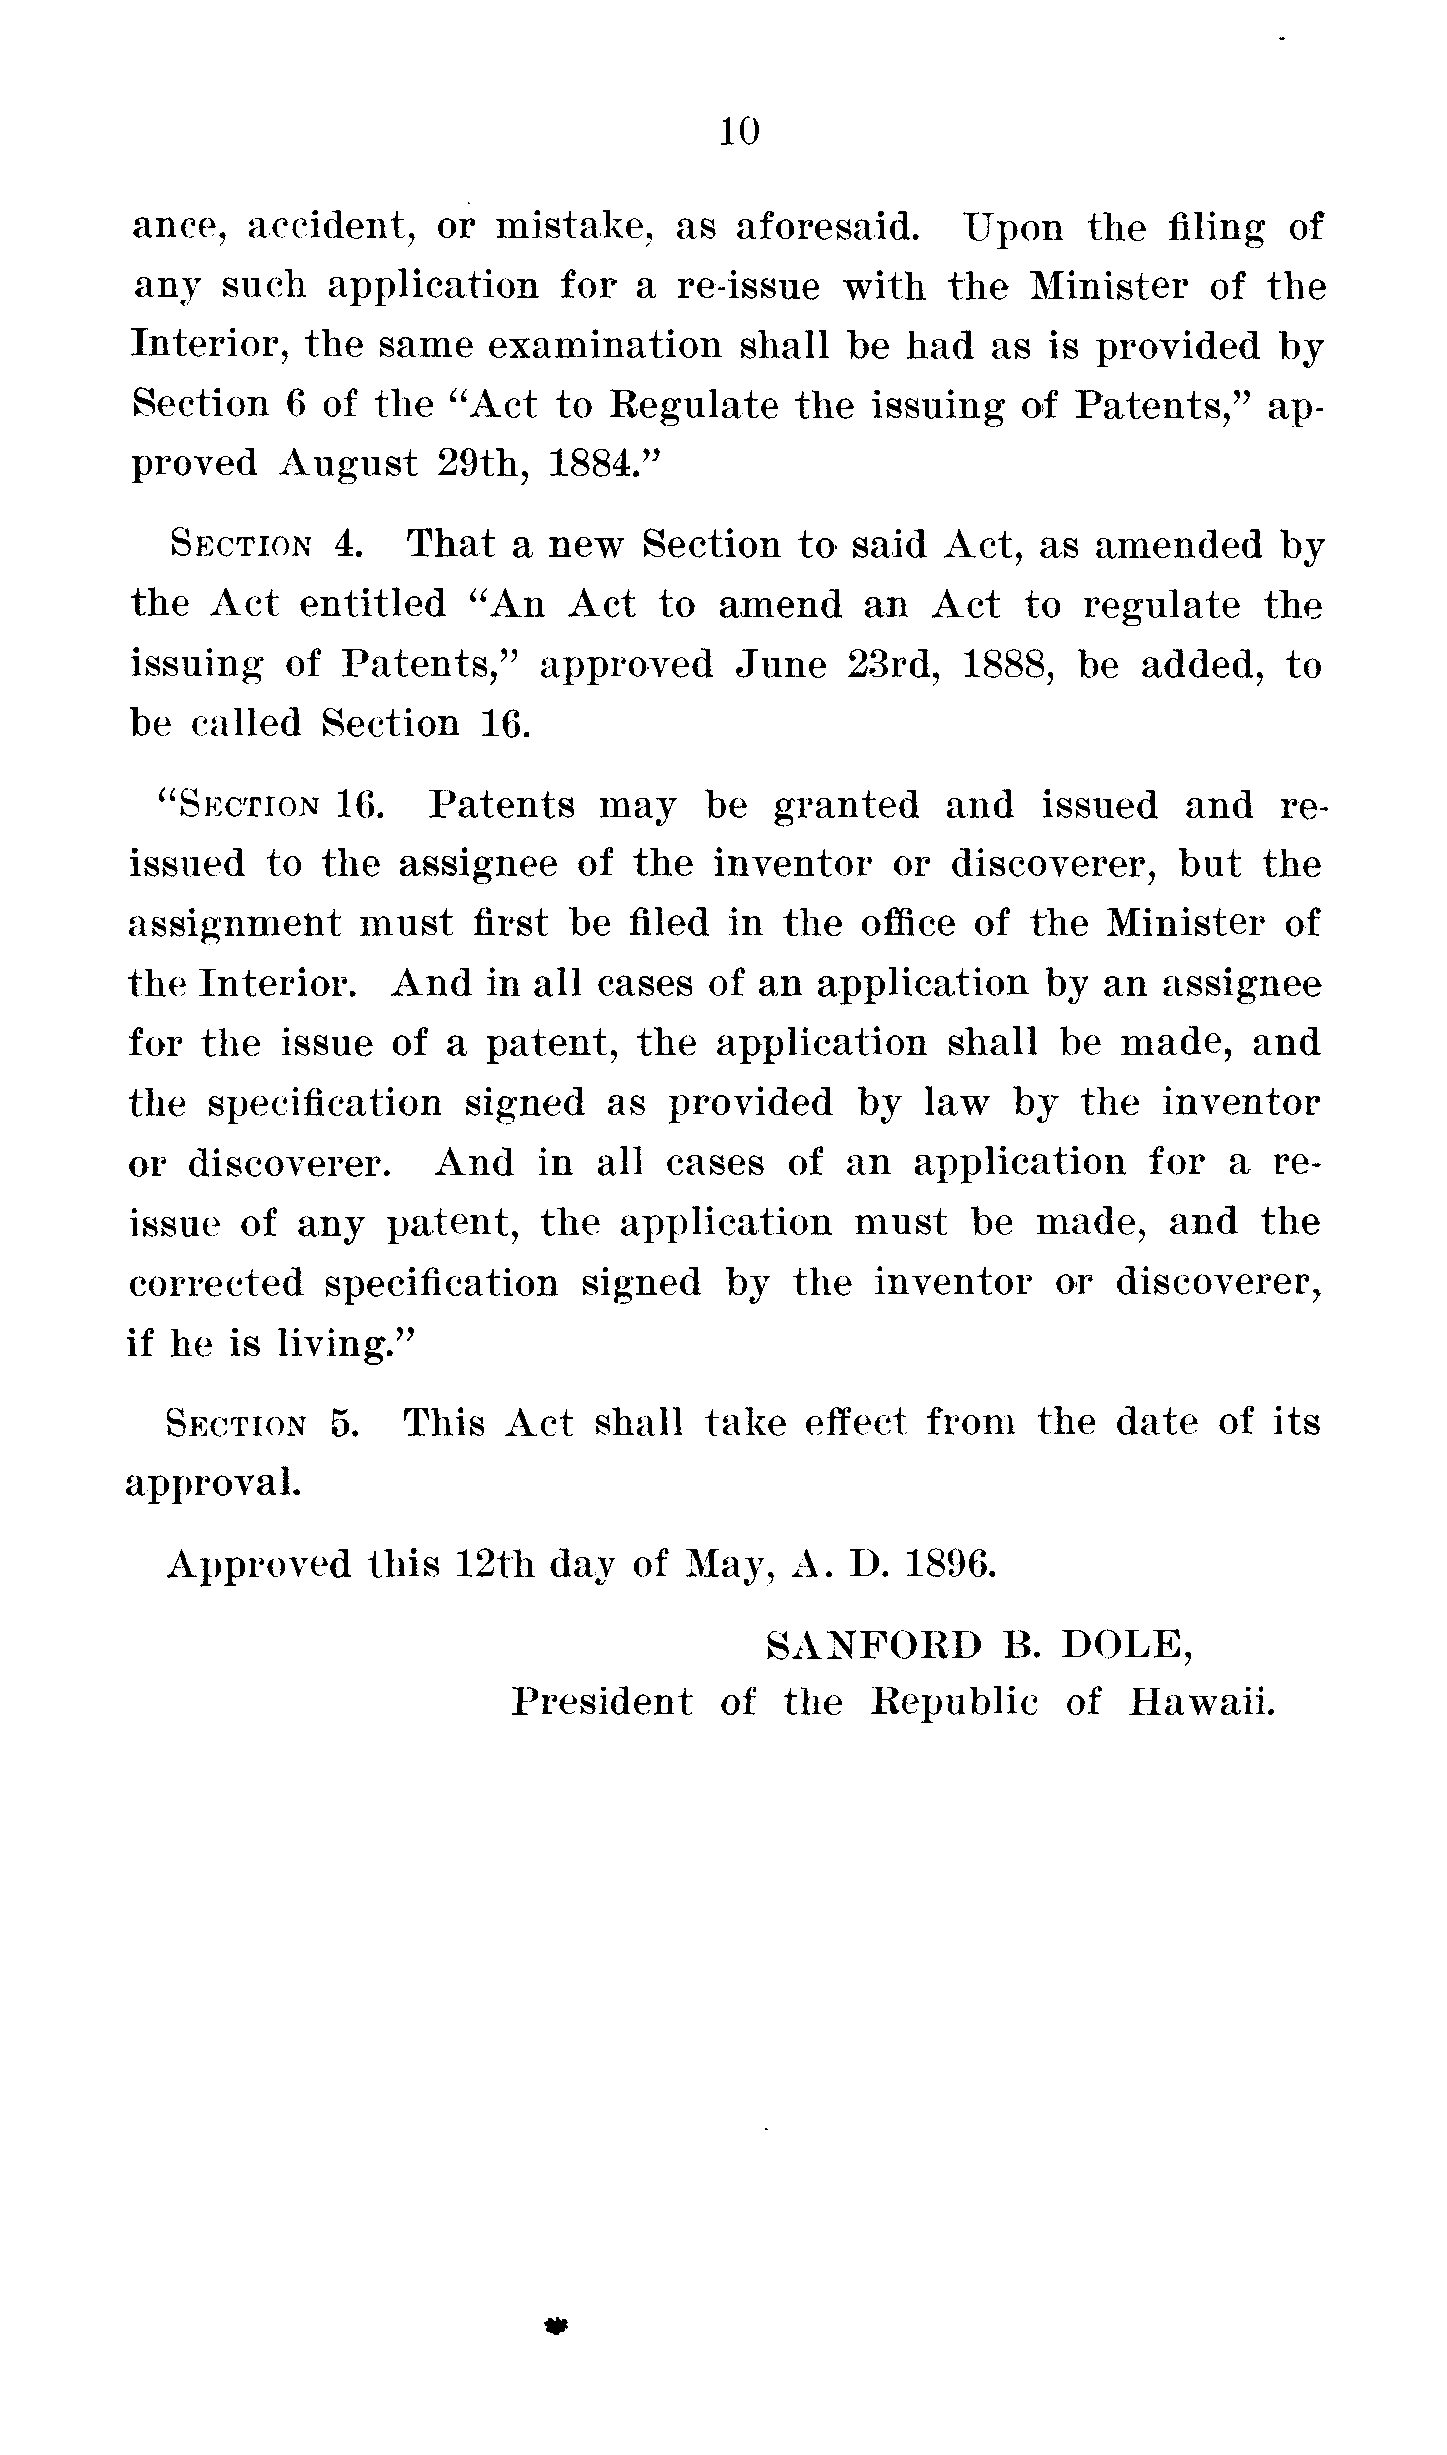 10
ance, accident, or mistake, as aforesaid. Upon the filing of
any such application for a re-issue with the Minister of the
Interior, the same examination shall be had as is provided by
Section 6 of the “Act to Regulate the issuing of Patents,” ap-
proved August 29th, 1884.”
SECTION 4. That a new Section to said Act, as amended by
the Act entitled “An Act to amend an Act to regulate the
issuing of Patents,” approved June 23rd, 1888, be added, to
be called Section 16.
“SECTION 16. Patents may be granted and issued and re-
issued to the assignee of the inventor or discoverer, but the
assignment must first be filed in the office of the Minister of
the Interior. And in all cases of an application by an assignee
for the issue of a patent, the application shall be made, and
the specification signed as provided by law by the inventor
or discoverer. And in all cases of an application for a re-
issue of any patent, the application must be made, and the
corrected specification signed by the inventor or discoverer,
if he is living.”
SECTION 5. This Act shall take effect from the date of its
approval.
Approved this 12th day of May, A. D. 1896.
SANFORD B. DOLE,
President of the Republic of Hawaii.